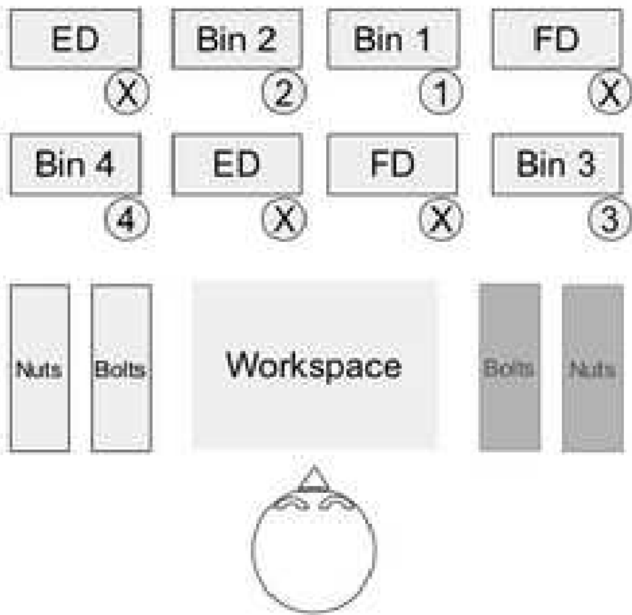 ED Bin 2 Bin 1 FD
X 2 1 X
Bin 4 ED FD Bin 3
4 X X 3
Nuts Bolts Workspace Bolts Nuts